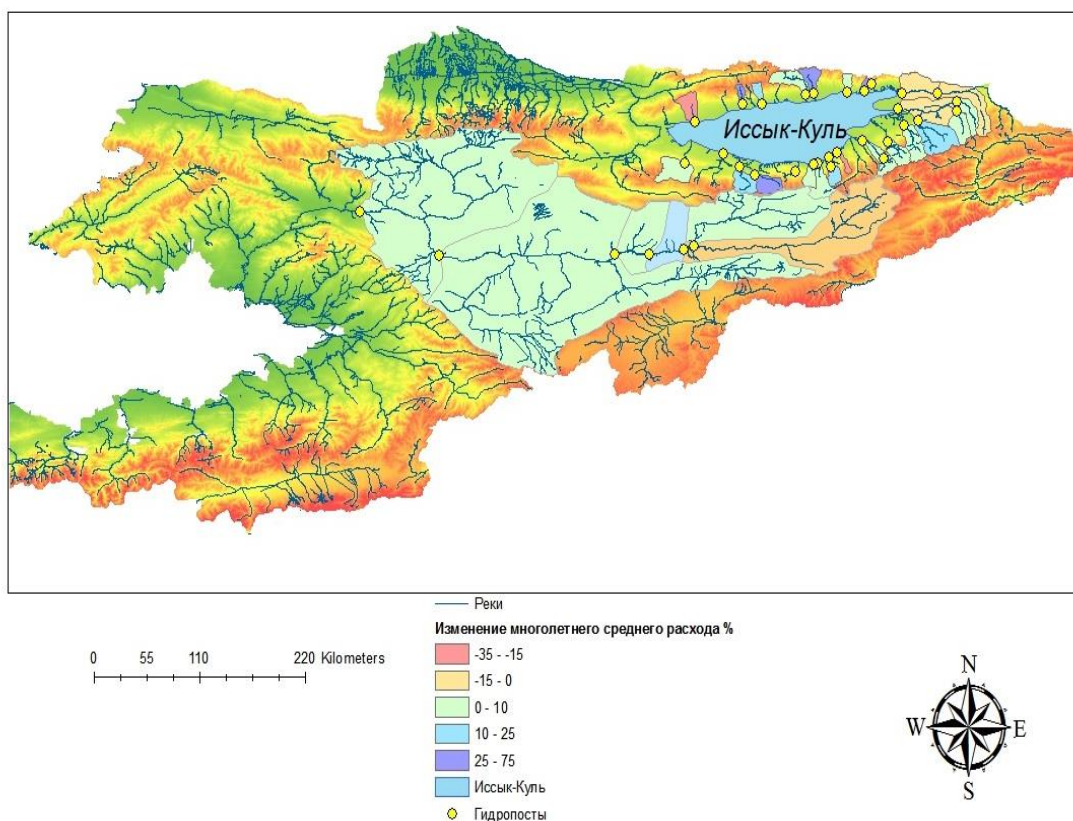 Иссык-Куль
Реки
Изменение многолетнего среднего расхода %
-35 - -15
-15 - 0
0 - 10
10 - 25
25 - 75
Иссык-Куль
Гидропосты
0 55 110 220 Kilometers
N
W E
S